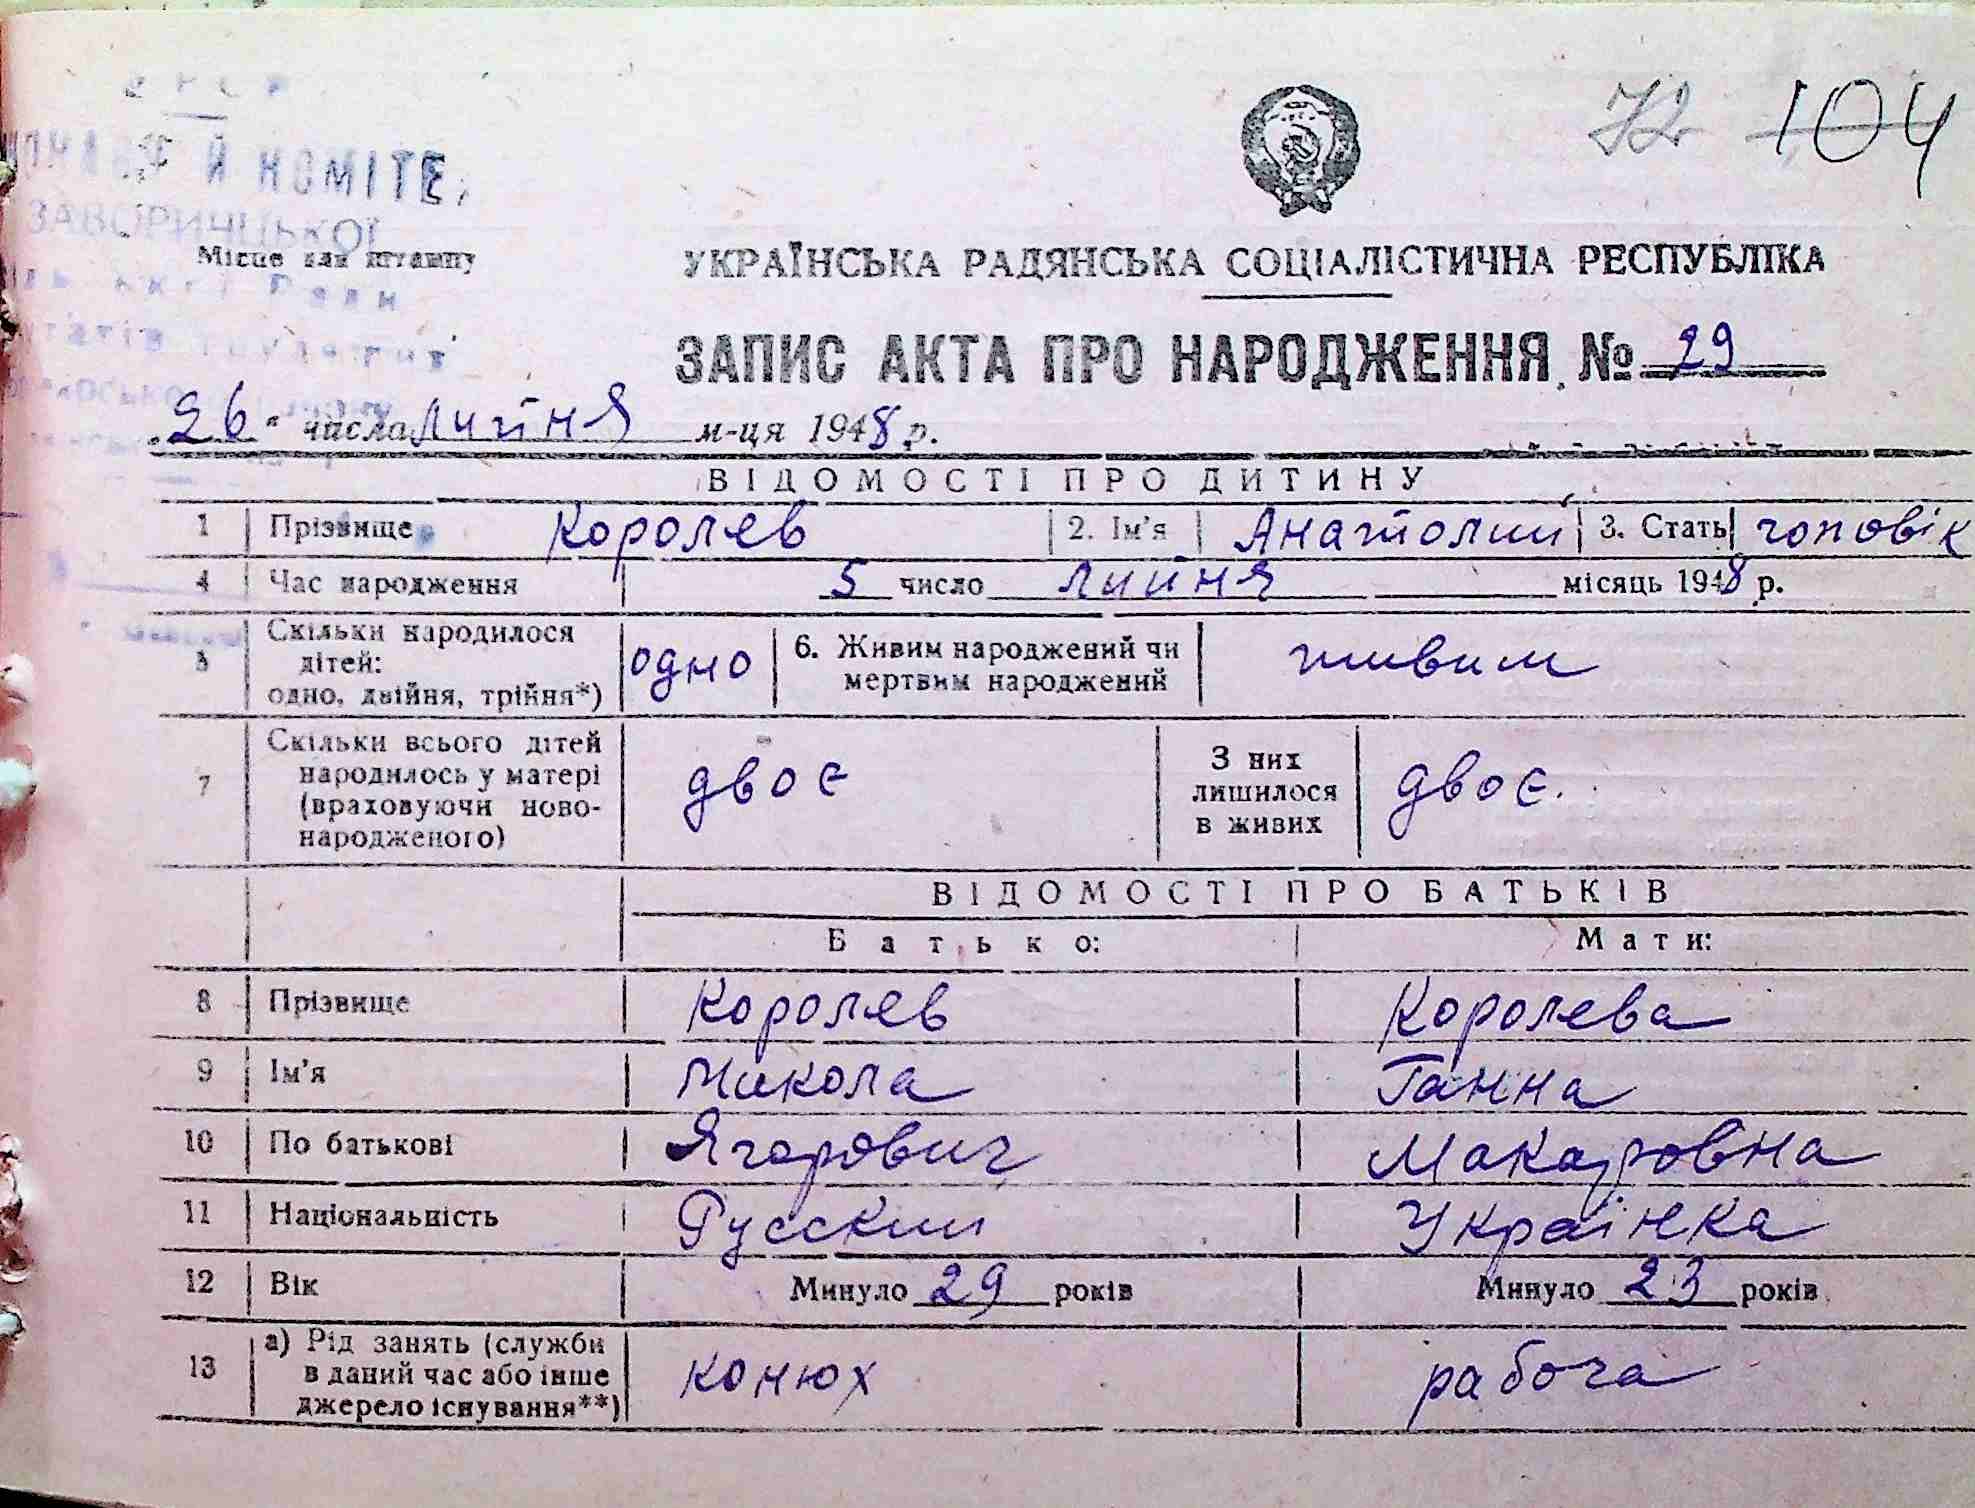 72 104
Й КОМІТЕ
ЗАВОРИЧЦЬКОЇ
Місце для штампу
УКРАЇНСЬКА РАДЯНСЬКА СОЦІАЛІСТИЧНА РЕСПУБЛІКА
ЗАПИС АКТА ПРО НАРОДЖЕННЯ № 29
„26“ числа липня м-ця 1948 р.
ВІДОМОСТІ ПРО ДИТИНУ
1 Прізвище Королев 2. Ім'я Анатолий 3. Стать чоловік
4 Час народження 5 число липня місяць 1948 р.
Скільки народилося
5 дітей: одно 6. Живим народжений чи живим
одно, двійня, трійня*) мертвим народжений
Скільки всього дітей
народилось у матері З них
7 (враховуючи ново- двоє лишилося двоє.
народженого) в живих
ВІДОМОСТІ ПРО БАТЬКІВ
Батько: Мати:
8 Прізвище Королев Королева
9 Ім'я Микола Ганна
10 По батькові Ягорович Макаровна
11 Національність Русский Українка
12 Вік Минуло 29 років Минуло 23 років
а) Рід занять (служби
13 в даний час або інше конюх рабоча
джерело існування**)